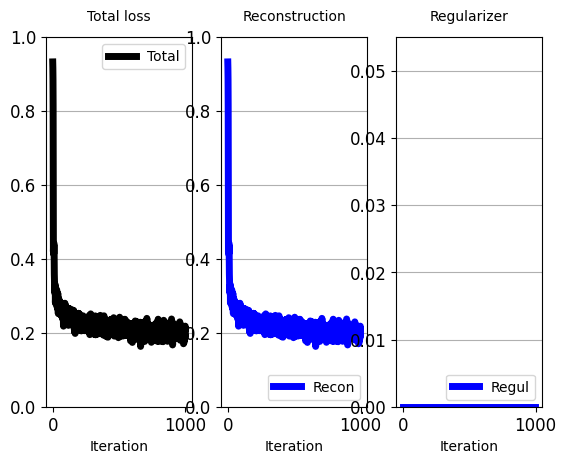 Total loss
Reconstruction
Regularizer
1.0
0.8
0.6
0.4
0.2
0.0
0
1000
Iteration
Total
1.0
0.8
0.6
0.4
0.2
0.0
0
1000
Iteration
Recon
0.05
0.04
0.03
0.02
0.01
0.00
0
1000
Iteration
Regul